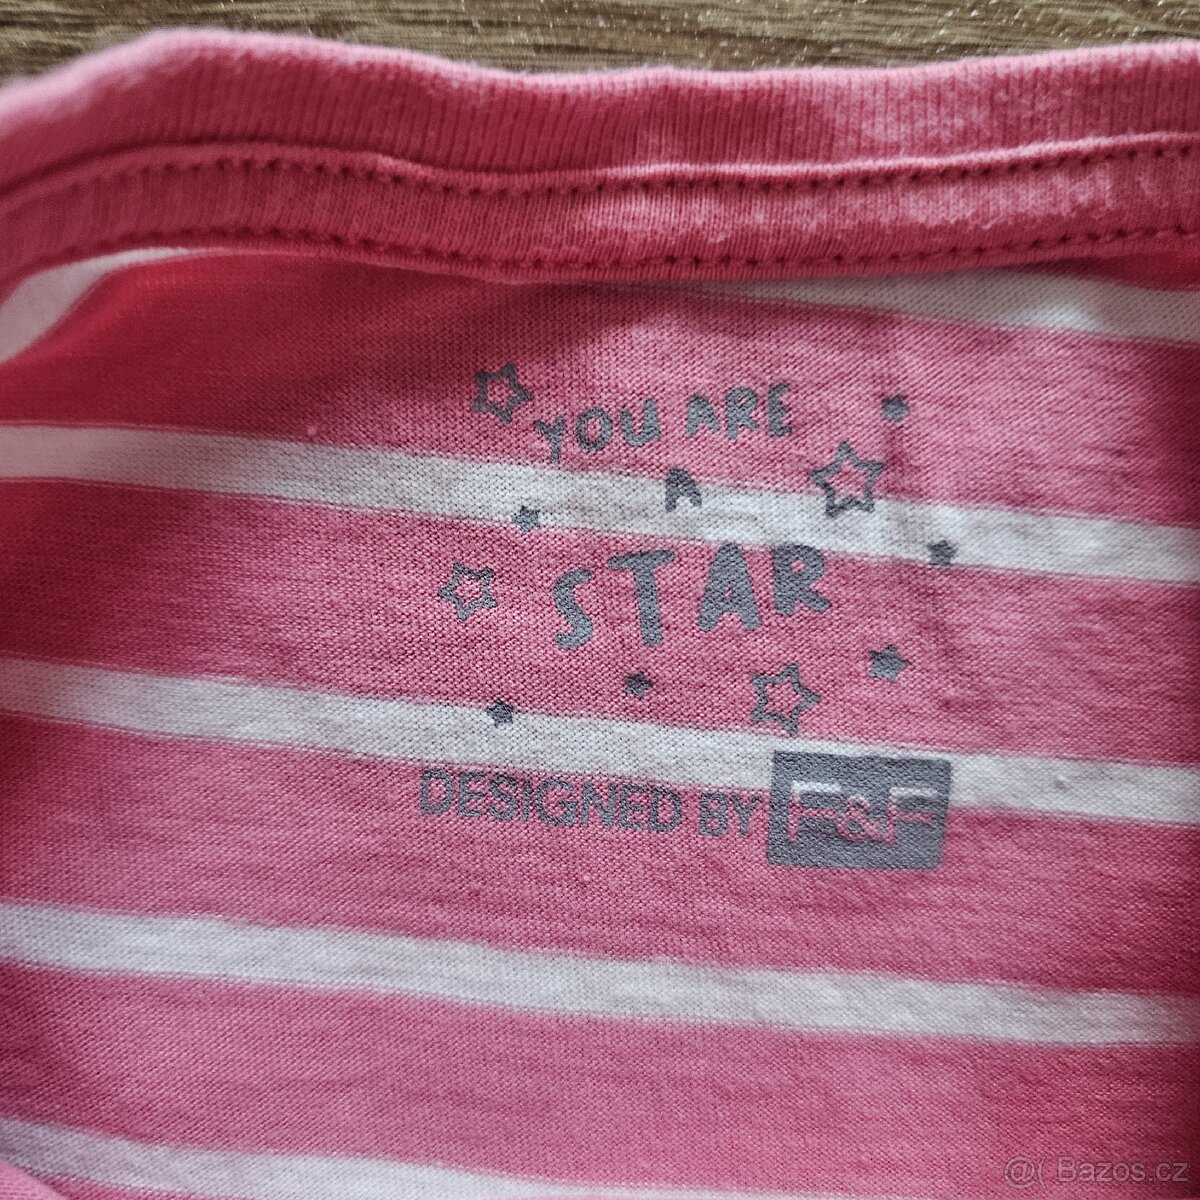 YOU ARE
A
STAR
DESIGNED BY F&F
@( Bazos.cz